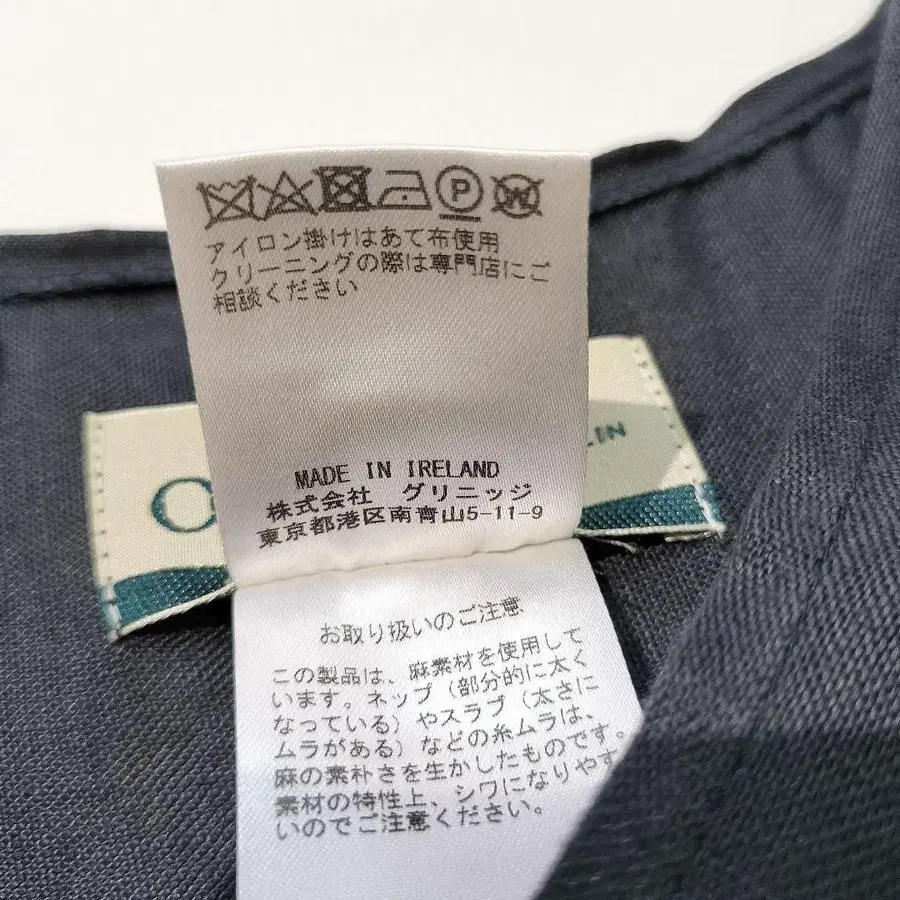 P W
アイロン掛けはあて布使用
クリーニングの際は専門店にご
相談ください
LIN
MADE IN IRELAND
株式会社 グリニッジ
東京都港区南青山5-11-9
お取り扱いのご注意
この製品は、麻素材を使用して
います。ネップ（部分的に太く
なっている）やスラブ（太さに
ムラがある）などの糸ムラは、
麻の素朴さを生かしたものです。
素材の特性上、シワになりやす
いのでご注意ください。